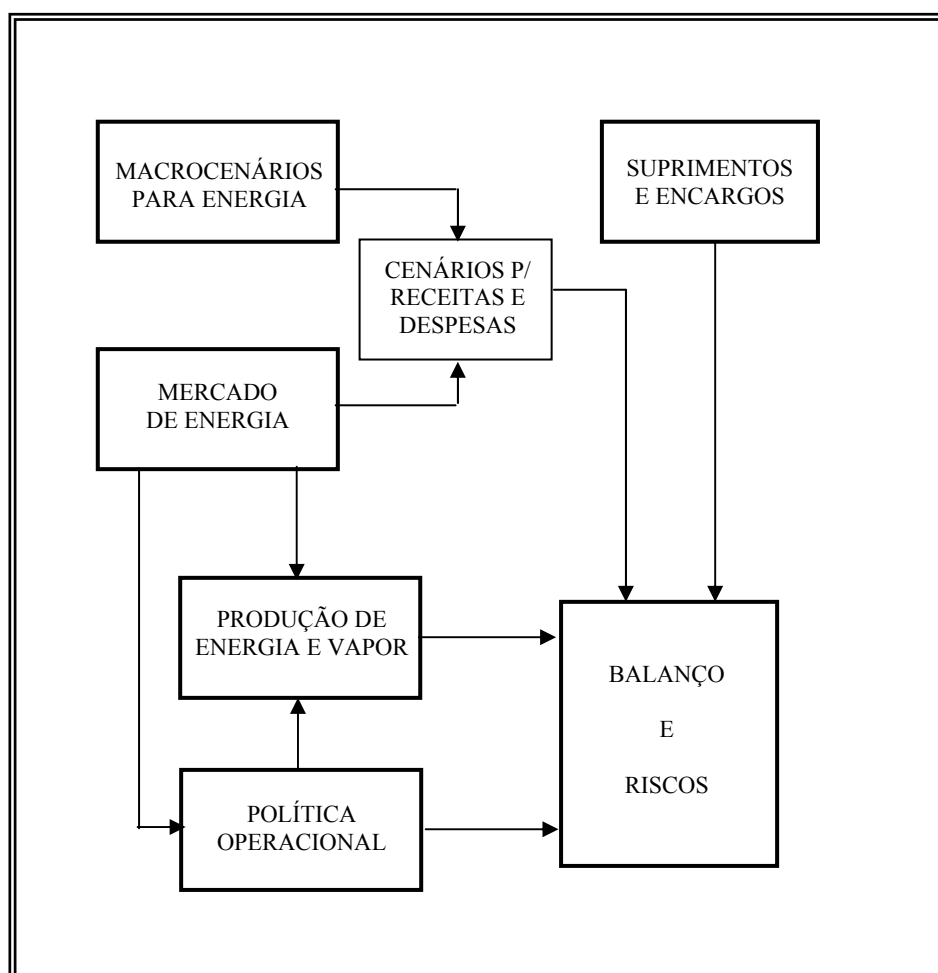 MACROCENÁRIOS
PARA ENERGIA
SUPRIMENTOS
E ENCARGOS
CENÁRIOS P/
RECEITAS E
DESPESAS
MERCADO
DE ENERGIA
PRODUÇÃO DE
ENERGIA E VAPOR
BALANÇO
E
RISCOS
POLÍTICA
OPERACIONAL